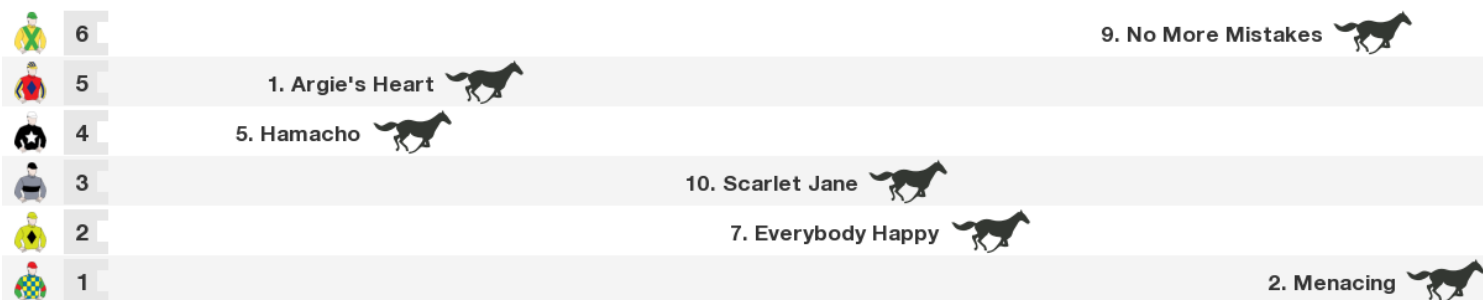 6 9. No More Mistakes
5 1. Argie's Heart
4 5. Hamacho
3 10. Scarlet Jane
2 7. Everybody Happy
1 2. Menacing